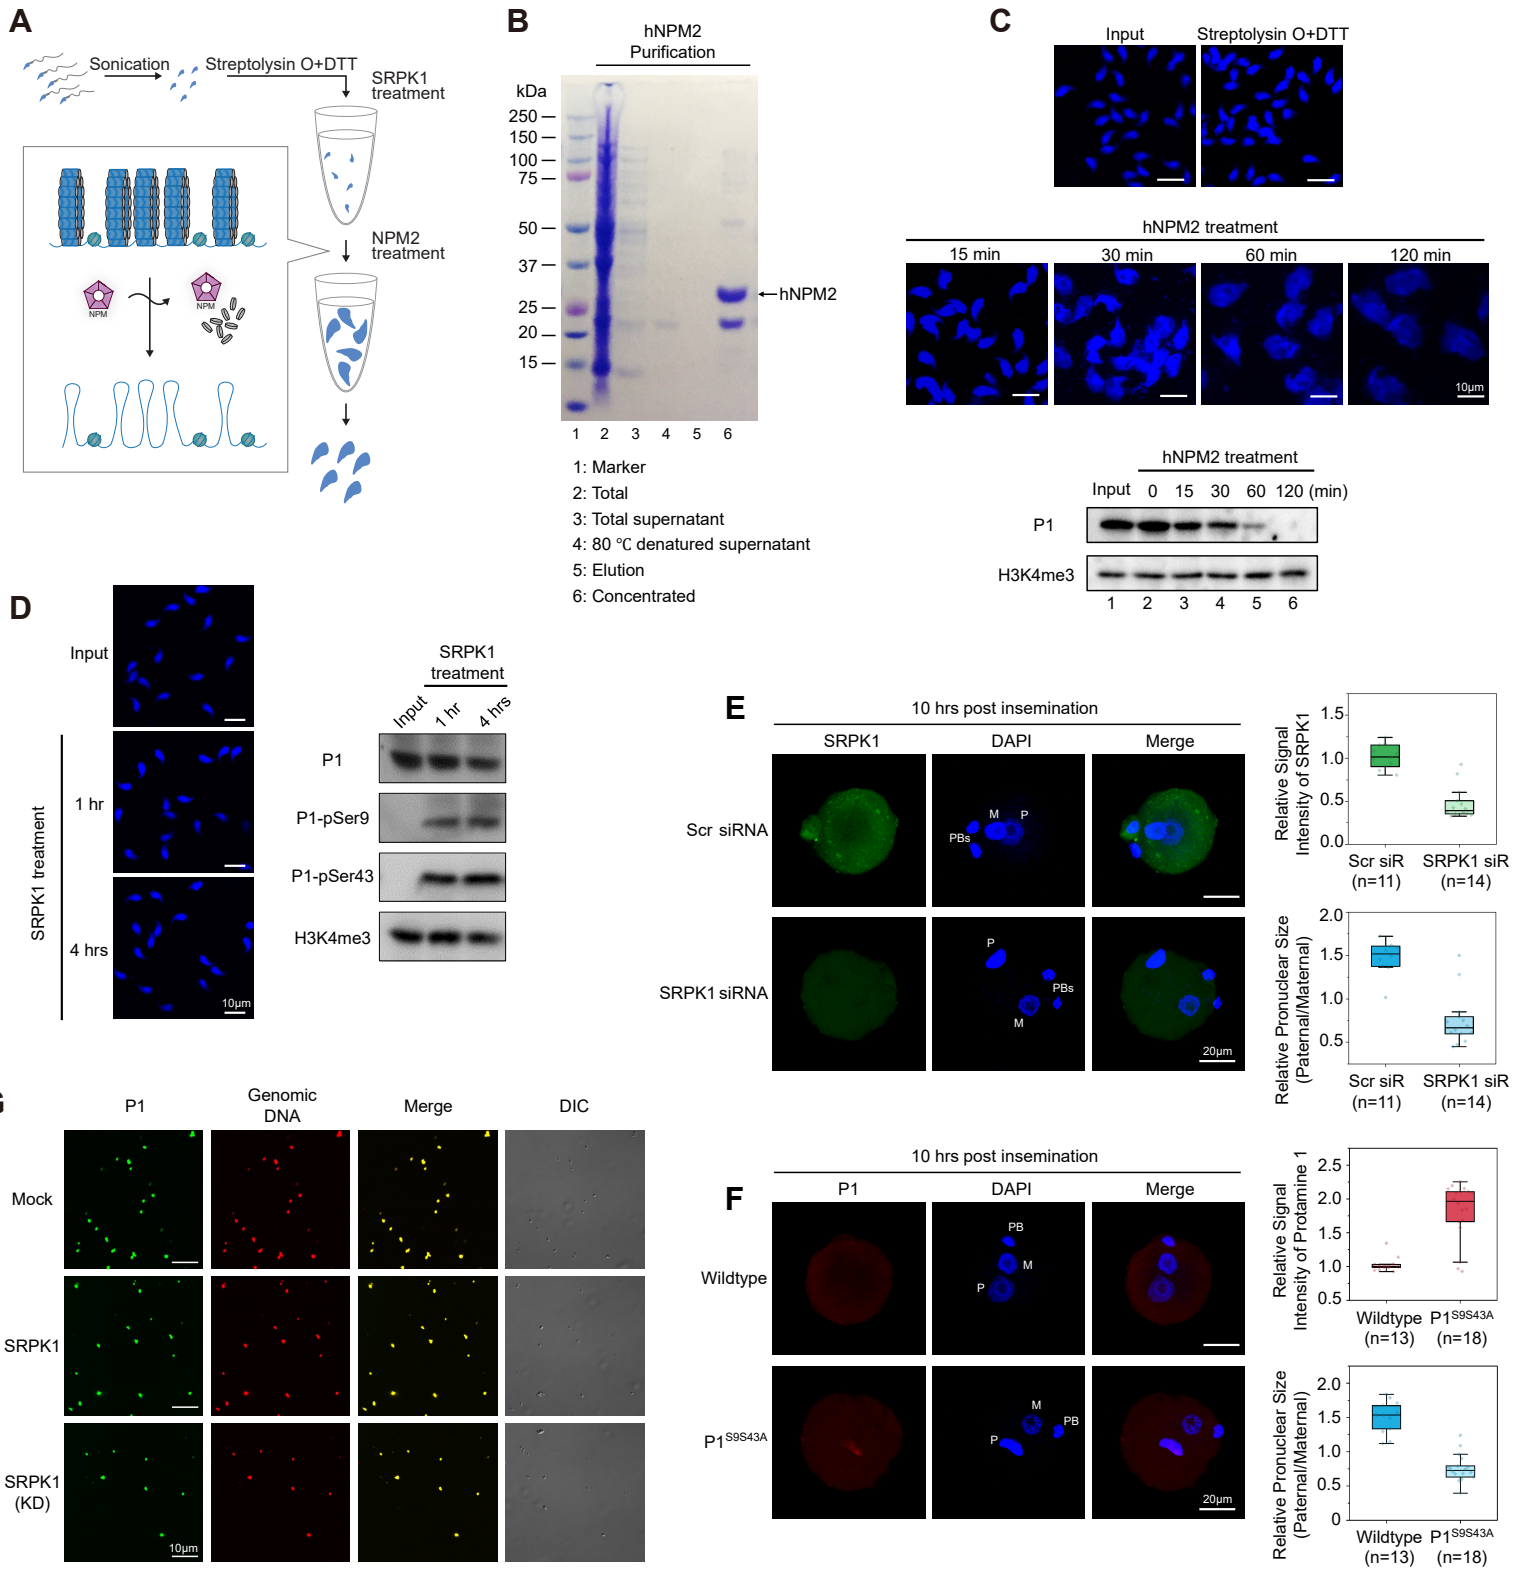 A
Sonication
Streptolysin O+DTT
SRPK1
treatment
NPM
NPM
NPM2
treatment
B
hNPM2
Purification
kDa
250
150
100
75
50
37
25
20
15
hNPM2
1 2 3 4 5 6
1: Marker
2: Total
3: Total supernatant
4: 80 ℃ denatured supernatant
5: Elution
6: Concentrated
C
Input Streptolysin O+DTT
hNPM2 treatment
15 min 30 min 60 min 120 min
10μm
hNPM2 treatment
Input 0 15 30 60 120 (min)
P1
H3K4me3
1 2 3 4 5 6
D
Input
SRPK1 treatment
1 hr
4 hrs
10μm
SRPK1
treatment
Input 1 hr 4 hrs
P1
P1-pSer9
P1-pSer43
H3K4me3
E
10 hrs post insemination
SRPK1 DAPI Merge
Scr siRNA
M P
PBs
SRPK1 siRNA
P
PBs
M
20μm
Relative Signal
Intensity of SRPK1
1.5
1.0
0.5
0.0
Scr siR SRPK1 siR
(n=11) (n=14)
Relative Pronuclear Size
(Paternal/Maternal)
2.0
1.5
1.0
0.5
Scr siR SRPK1 siR
(n=11) (n=14)
F
10 hrs post insemination
P1 DAPI Merge
Wildtype
PB
M
P
P1S9S43A
M
PB
P
20μm
Relative Signal
Intensity of Protamine 1
2.5
2.0
1.5
1.0
0.5
Wildtype P1S9S43A
(n=13) (n=18)
Relative Pronuclear Size
(Paternal/Maternal)
2.0
1.5
1.0
0.5
0
Wildtype P1S9S43A
(n=13) (n=18)
P1 Genomic
DNA Merge DIC
Mock
SRPK1
SRPK1
(KD)
10μm